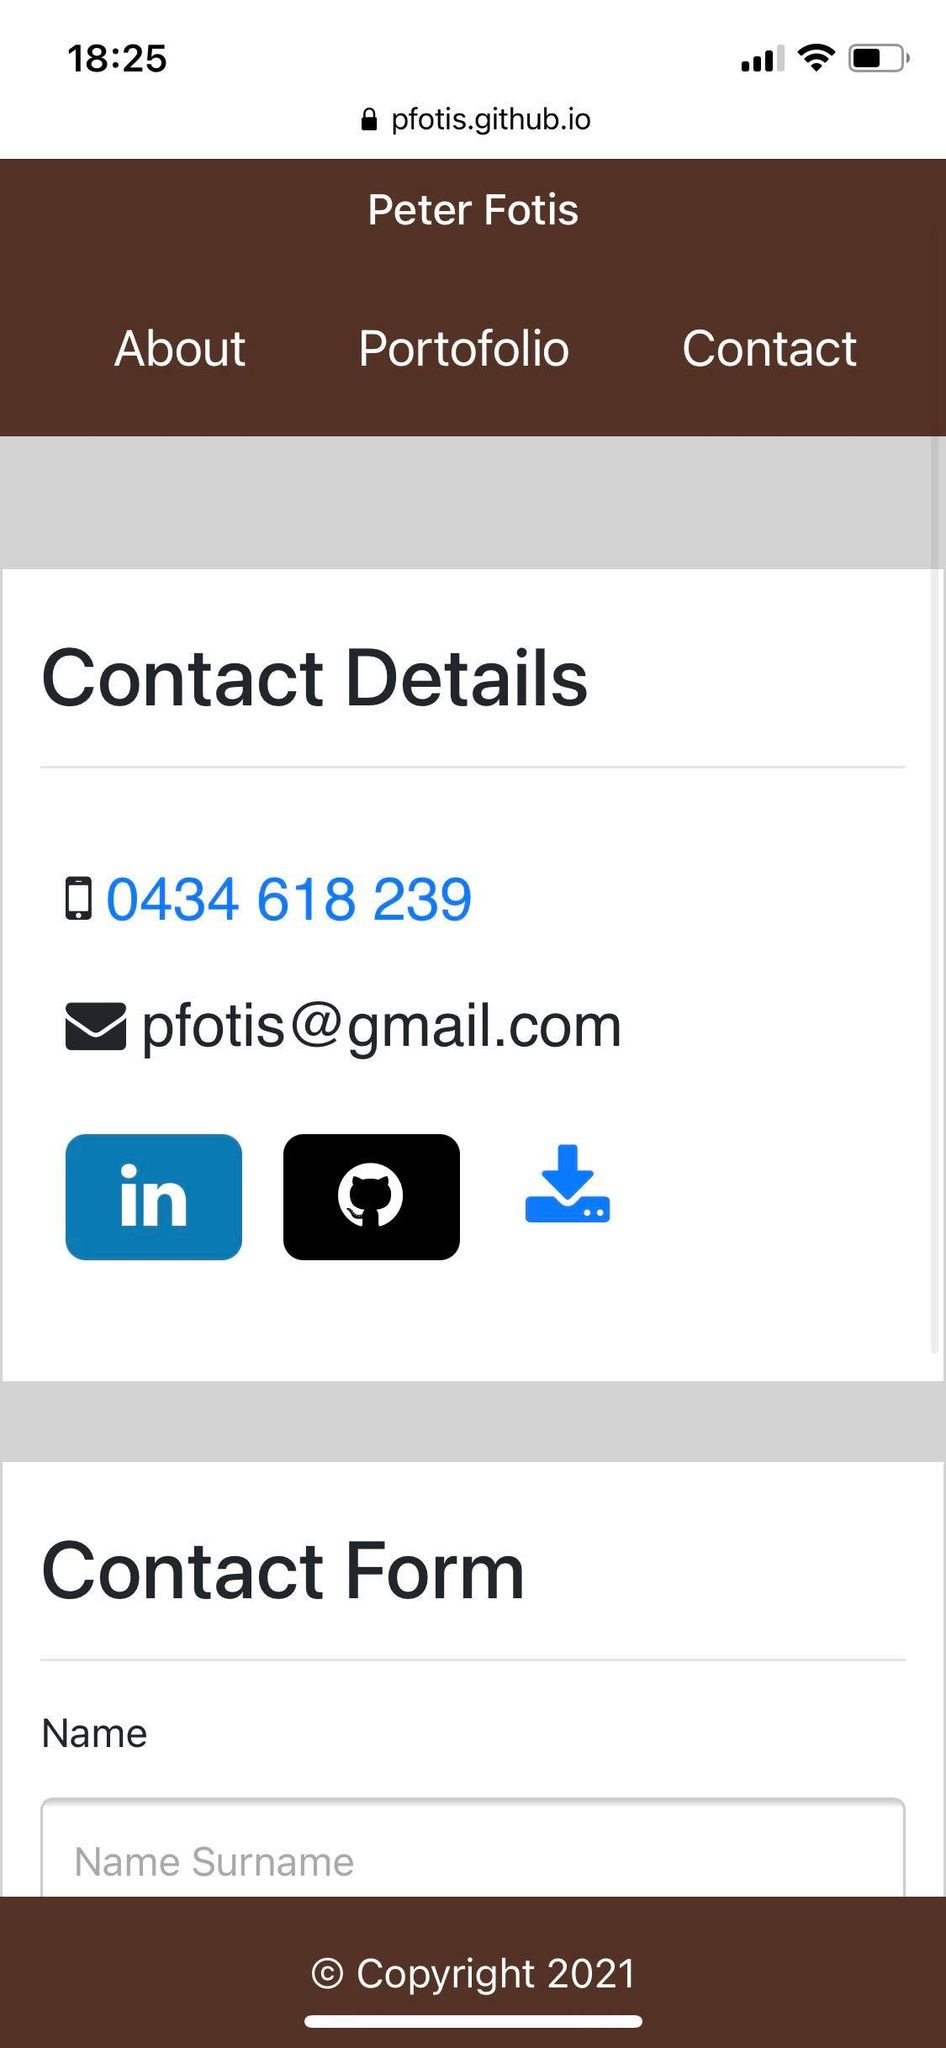 18:25
pfotis.github.io
Peter Fotis
About Portofolio Contact
Contact Details
0434 618 239
pfotis@gmail.com
in
Contact Form
Name
Name Surname
© Copyright 2021